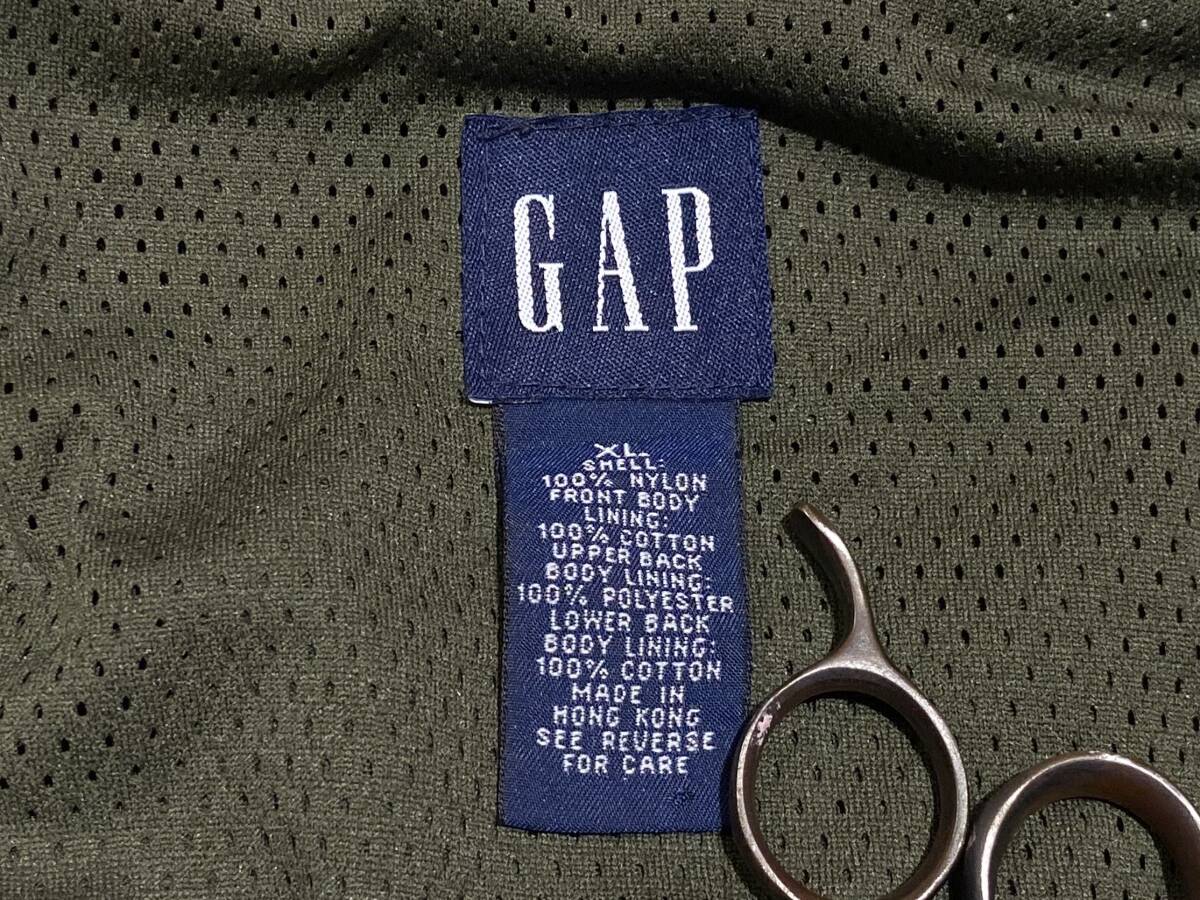 GAP
XL
SHELL:
100% NYLON
FRONT BODY
LINING:
100% COTTON
UPPER BACK
BODY LINING:
100% POLYESTER
LOWER BACK
BODY LINING:
100% COTTON
MADE IN
HONG KONG
SEE REVERSE
FOR CARE